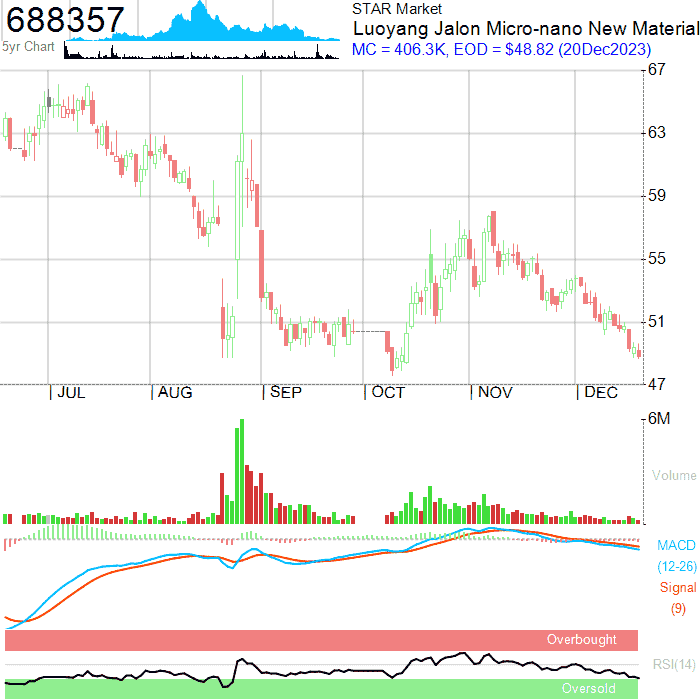 688357
5yr Chart
STAR Market
Luoyang Jalon Micro-nano New Material
MC = 406.3K, EOD = $48.82 (20Dec2023)
67
63
59
55
51
47
JUL AUG SEP OCT NOV DEC
6M
Volume
MACD
(12-26)
Signal
(9)
Overbought
RSI(14)
Oversold